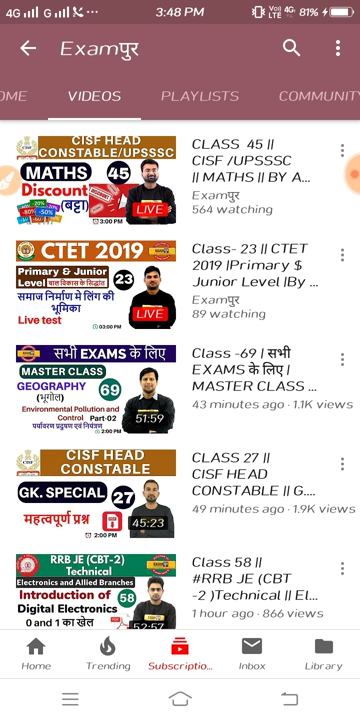 4G G 3:48 PM VoD LTE 4G 81%
Examपुर
OME VIDEOS PLAYLISTS COMMUNITY
CISF HEAD
CONSTABLE/UPSSSC
MATHS 45
Discount
(बट्टा)
-20%
-80% -50%
LIVE
3:00 PM
CLASS 45 ||
CISF /UPSSSC
|| MATHS || BY A...
Examपुर
564 watching
CTET 2019
Primary & Junior
Level बाल विकास के सिद्धांत
23
समाज निर्माण मे लिंग की
भूमिका
Live test
LIVE
03:00 PM
Class- 23 || CTET
2019 |Primary $
Junior Level |By ...
Examपुर
89 watching
सभी EXAMS के लिए
MASTER CLASS
GEOGRAPHY
(भूगोल)
69
Environmental Pollution and
Control Part-02
पर्यावरण प्रदुषण एवं नियंत्रण
2:00 PM
51:59
Class -69 | सभी
EXAMS के लिए |
MASTER CLASS ...
43 minutes ago · 1.1K views
CISF HEAD
CONSTABLE
GK. SPECIAL 27
महत्वपूर्ण प्रश्न
2:00 PM
45:23
CLASS 27 ||
CISF HEAD
CONSTABLE || G....
49 minutes ago · 1.9K views
RRB JE (CBT-2)
Technical
Electronics and Allied Branches
Introduction of
Digital Electronics
58
0 and 1 का खेल
52:57
Class 58 ||
#RRB JE (CBT
-2 )Technical || El...
1 hour ago · 866 views
Home Trending Subscriptio... Inbox Library